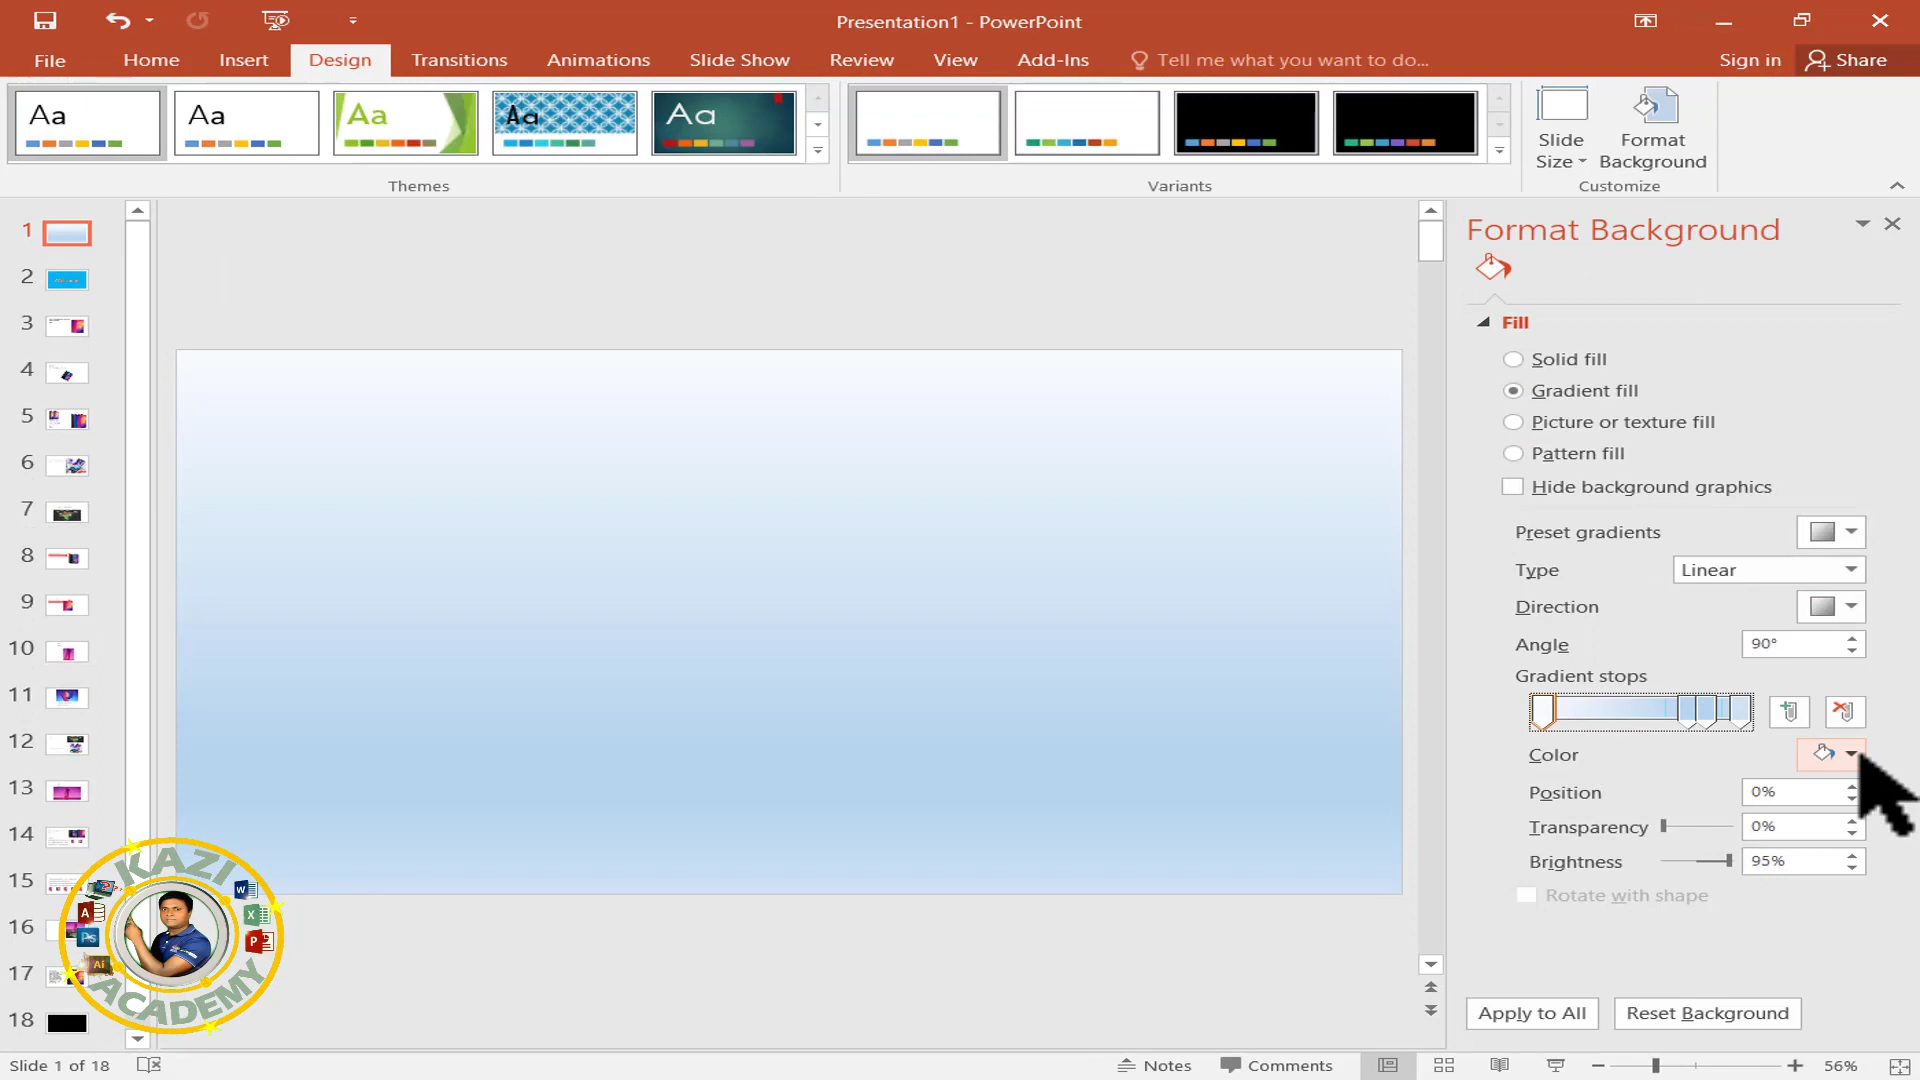 Presentation1 - PowerPoint
File Home Insert Design Transitions Animations Slide Show Review View Add-Ins Tell me what you want to do... Sign in Share
Aa Aa Aa Aa Aa
Slide Size
Format Background
Themes Variants Customize
Format Background
Fill
Solid fill
Gradient fill
Picture or texture fill
Pattern fill
Hide background graphics
Preset gradients
Type Linear
Direction
Angle 90°
Gradient stops
Color
Position 0%
Transparency 0%
Brightness 95%
Rotate with shape
Apply to All Reset Background
1
2
3
4
5
6
7
8
9
10
11
12
13
14
15
16
17
18
KAZI
ACADEMY
A
Ps
Ai
W
X
P
Slide 1 of 18 Notes Comments 56%